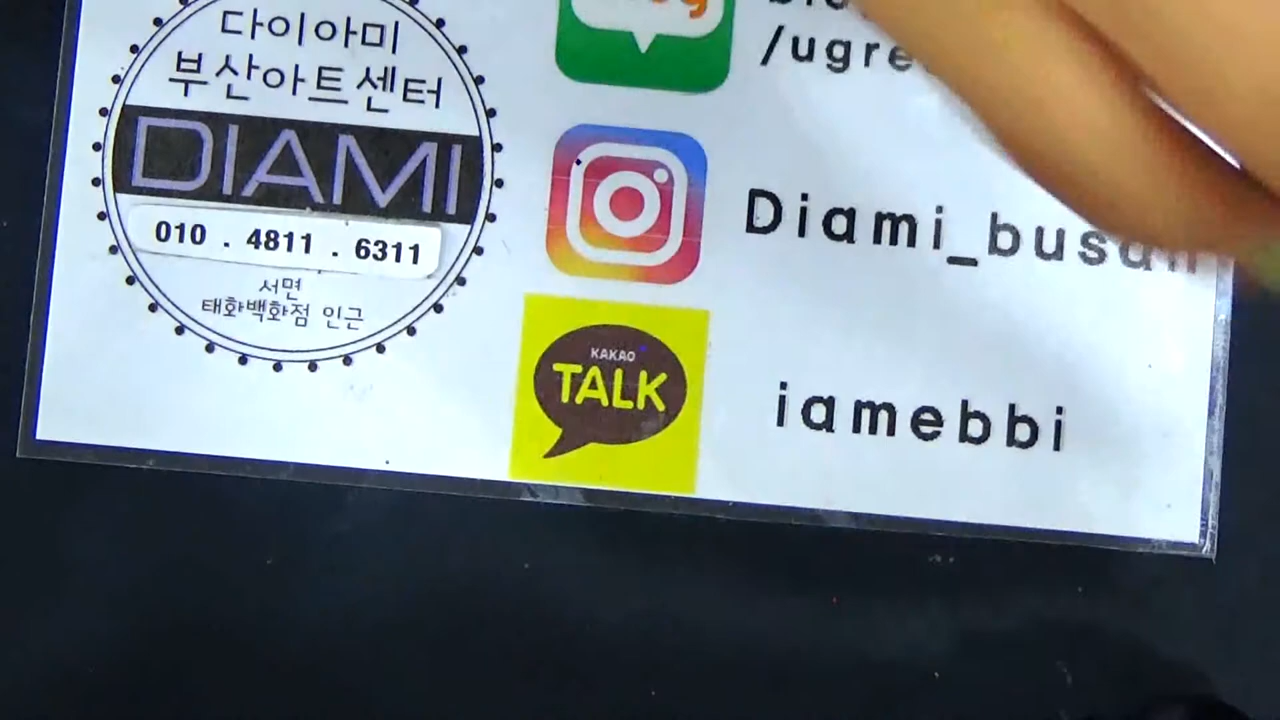 다이아미
부산아트센터
DIAMI
010 . 4811 . 6311
서면
태화백화점 인근
Diami_busan
KAKAO
TALK
iamebbi